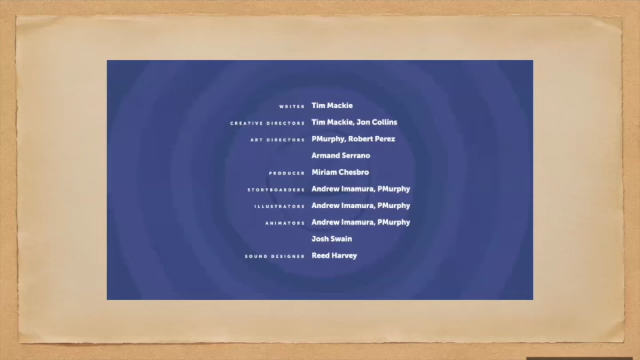 WRITER Tim Mackie
CREATIVE DIRECTORS Tim Mackie, Jon Collins
ART DIRECTORS PMurphy, Robert Perez
Armand Serrano
PRODUCER Miriam Chesbro
STORYBOARDERS Andrew Imamura, PMurphy
ILLUSTRATORS Andrew Imamura, PMurphy
ANIMATORS Andrew Imamura, PMurphy
Josh Swain
SOUND DESIGNER Reed Harvey